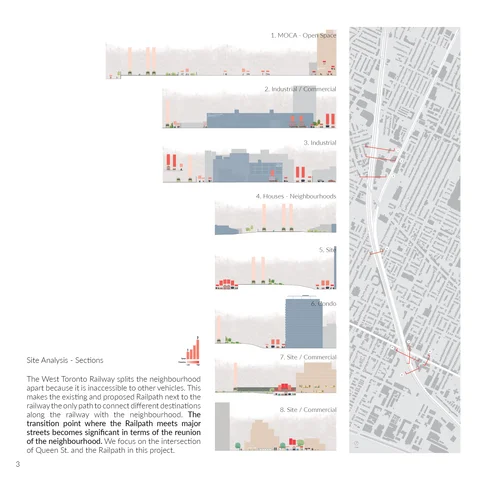 1. MOCA - Open Space
2. Industrial / Commercial
3. Industrial
4. Houses - Neighbourhoods
5. Site
6. Condo
7. Site / Commercial
8. Site / Commercial
Site Analysis - Sections
The West Toronto Railway splits the neighbourhood
apart because it is inaccessible to other vehicles. This
makes the existing and proposed Railpath next to the
railway the only path to connect different destinations
along the railway with the neighbourhood. The
transition point where the Railpath meets major
streets becomes significant in terms of the reunion
of the neighbourhood. We focus on the intersection
of Queen St. and the Railpath in this project.
3